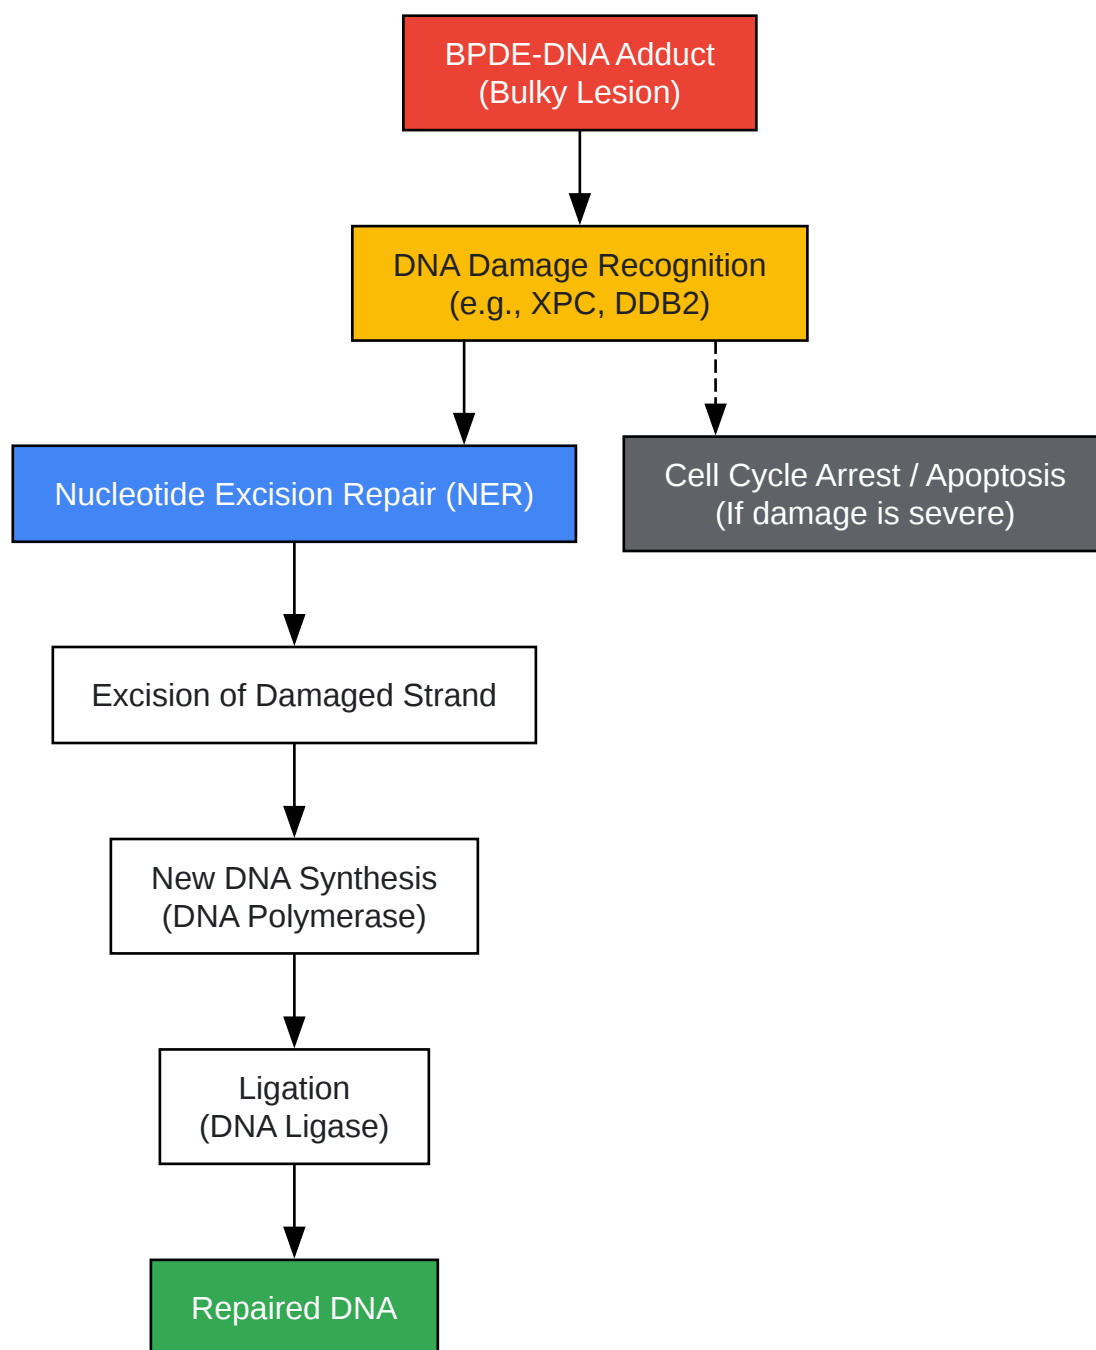 BPDE-DNA Adduct
(Bulky Lesion)
DNA Damage Recognition
(e.g., XPC, DDB2)
Nucleotide Excision Repair (NER)
Cell Cycle Arrest / Apoptosis
(If damage is severe)
Excision of Damaged Strand
New DNA Synthesis
(DNA Polymerase)
Ligation
(DNA Ligase)
Repaired DNA